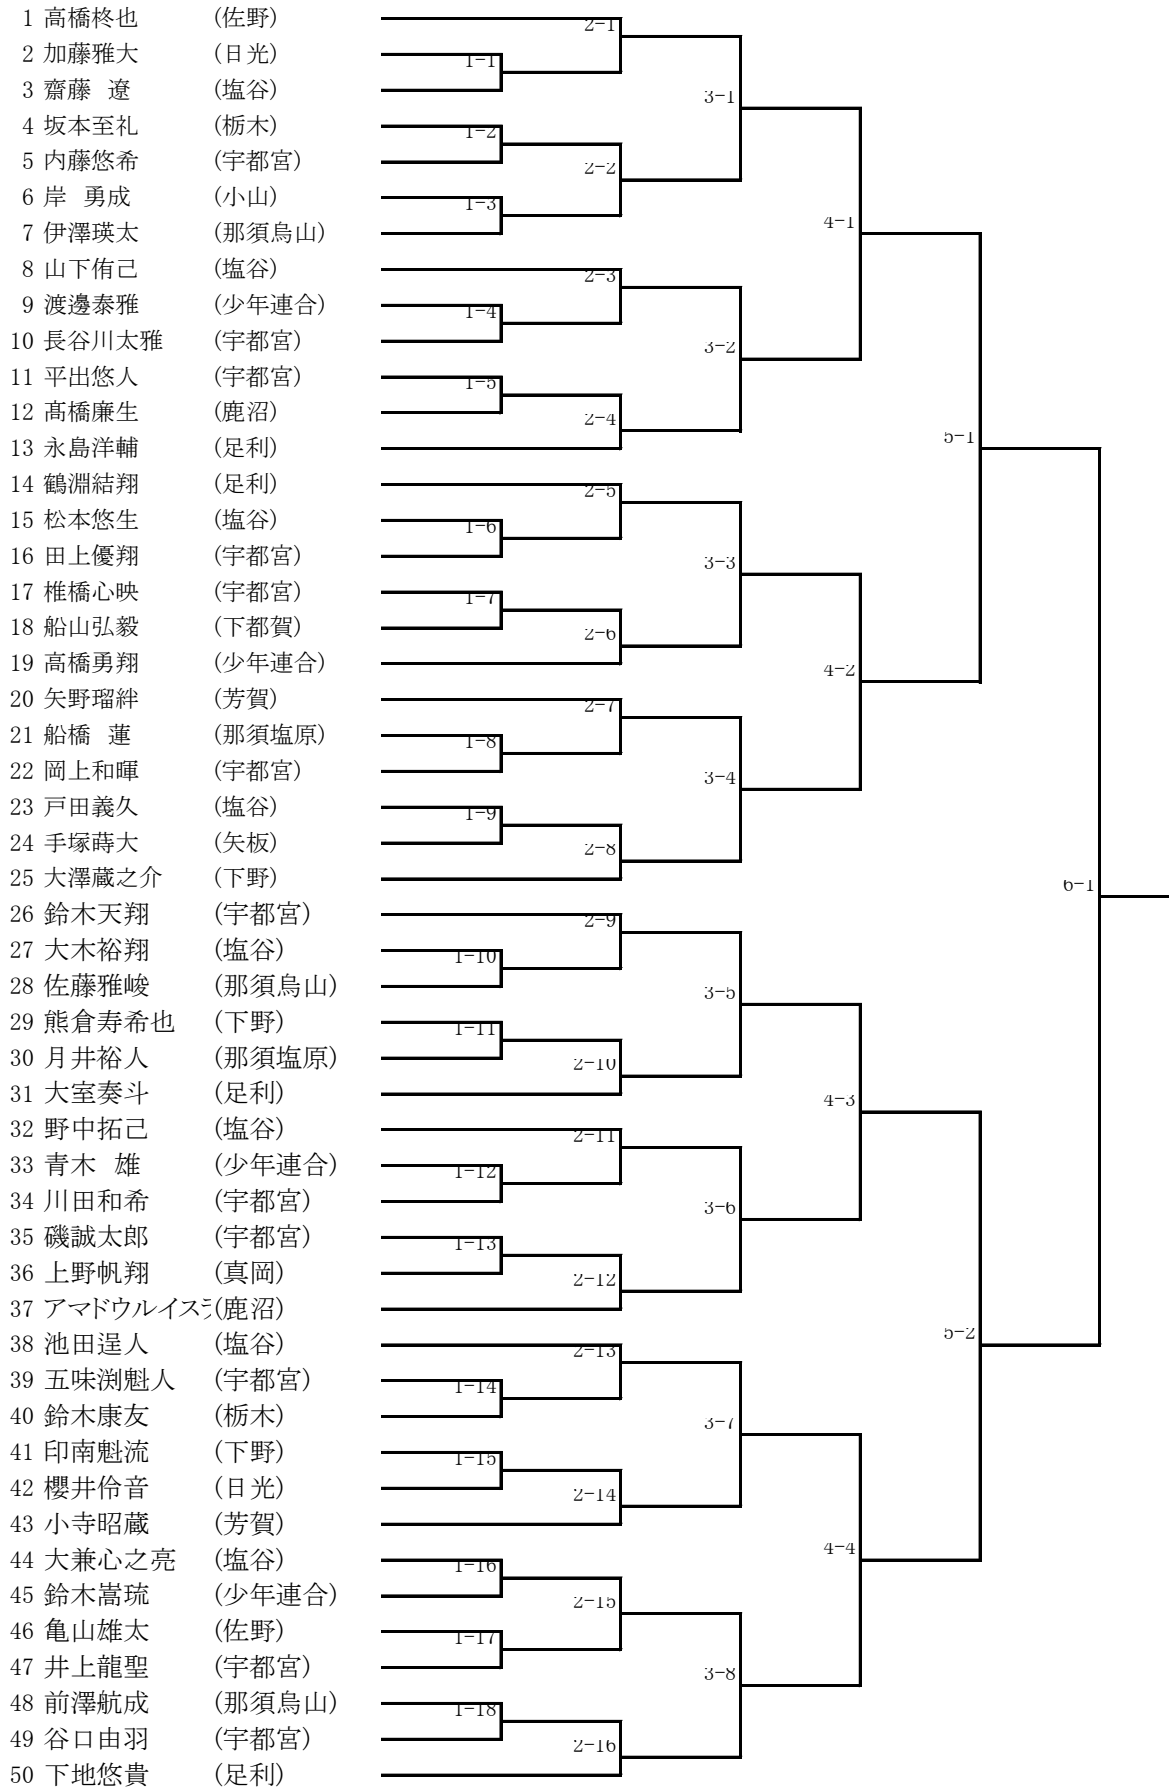 1 高橋柊也 (佐野)
2 加藤雅大 (日光)
3 齋藤 遼 (塩谷)
4 坂本至礼 (栃木)
5 内藤悠希 (宇都宮)
6 岸 勇成 (小山)
7 伊澤瑛太 (那須烏山)
8 山下侑己 (塩谷)
9 渡邊泰雅 (少年連合)
10 長谷川太雅 (宇都宮)
11 平出悠人 (宇都宮)
12 髙橋廉生 (鹿沼)
13 永島洋輔 (足利)
14 鶴淵結翔 (足利)
15 松本悠生 (塩谷)
16 田上優翔 (宇都宮)
17 椎橋心映 (宇都宮)
18 船山弘毅 (下都賀)
19 高橋勇翔 (少年連合)
20 矢野瑠絆 (芳賀)
21 船橋 蓮 (那須塩原)
22 岡上和暉 (宇都宮)
23 戸田義久 (塩谷)
24 手塚蒔大 (矢板)
25 大澤蔵之介 (下野)
26 鈴木天翔 (宇都宮)
27 大木裕翔 (塩谷)
28 佐藤雅峻 (那須烏山)
29 熊倉寿希也 (下野)
30 月井裕人 (那須塩原)
31 大室奏斗 (足利)
32 野中拓己 (塩谷)
33 青木 雄 (少年連合)
34 川田和希 (宇都宮)
35 磯誠太郎 (宇都宮)
36 上野帆翔 (真岡)
37 アマドウルイス (鹿沼)
38 池田逞人 (塩谷)
39 五味渕魁人 (宇都宮)
40 鈴木康友 (栃木)
41 印南魁流 (下野)
42 櫻井伶音 (日光)
43 小寺昭蔵 (芳賀)
44 大兼心之亮 (塩谷)
45 鈴木嵩琉 (少年連合)
46 亀山雄太 (佐野)
47 井上龍聖 (宇都宮)
48 前澤航成 (那須烏山)
49 谷口由羽 (宇都宮)
50 下地悠貴 (足利)
1-1
1-2
1-3
1-4
1-5
1-6
1-7
1-8
1-9
1-10
1-11
1-12
1-13
1-14
1-15
1-16
1-17
1-18
2-1
2-2
2-3
2-4
2-5
2-6
2-7
2-8
2-9
2-10
2-11
2-12
2-13
2-14
2-15
2-16
3-1
3-2
3-3
3-4
3-5
3-6
3-7
3-8
4-1
4-2
4-3
4-4
5-1
5-2
6-1